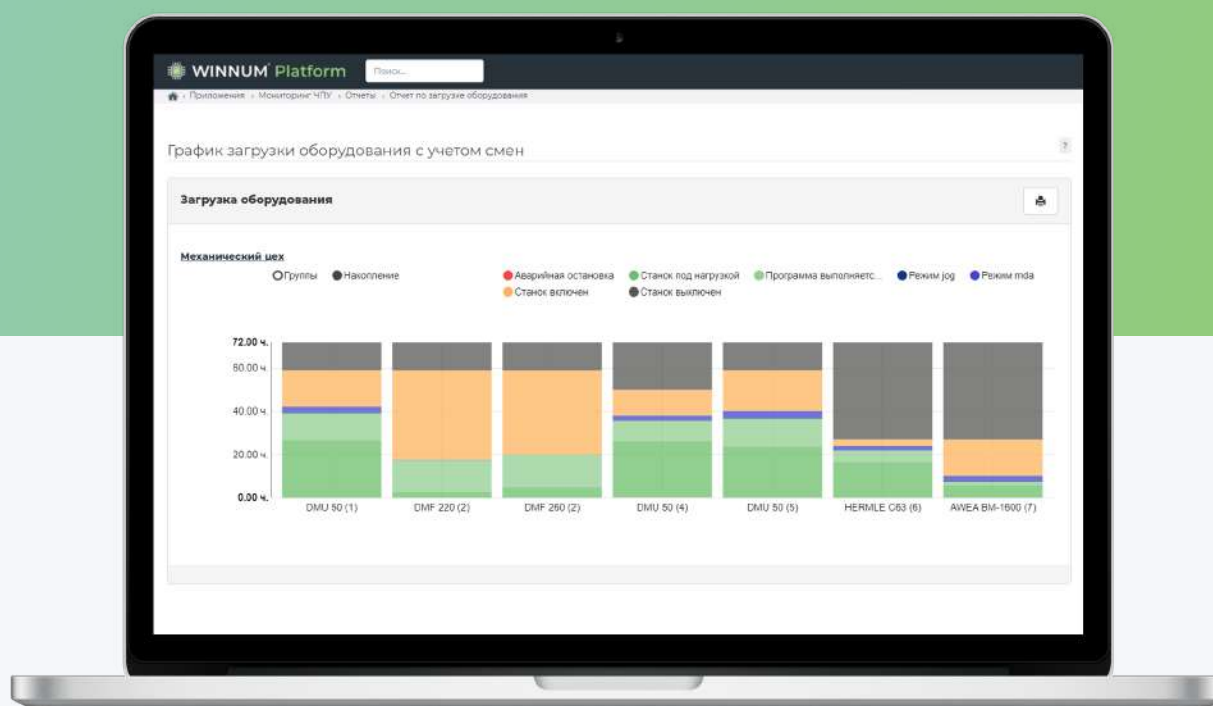 WINNUM Platform
Поиск...
Приложения › Мониторинг ЧПУ › Отчеты › Отчет по загрузке оборудования
График загрузки оборудования с учетом смен
?
Загрузка оборудования
Механический цех
Группы Накопление Аварийная остановка Станок под нагрузкой Программа выполняетс... Режим jog Режим mda
Станок включен Станок выключен
72.00 ч.
60.00 ч.
40.00 ч.
20.00 ч.
0.00 ч.
DMU 50 (1) DMF 220 (2) DMF 260 (2) DMU 50 (4) DMU 50 (5) HERMLE C63 (6) AWEA BM-1600 (7)